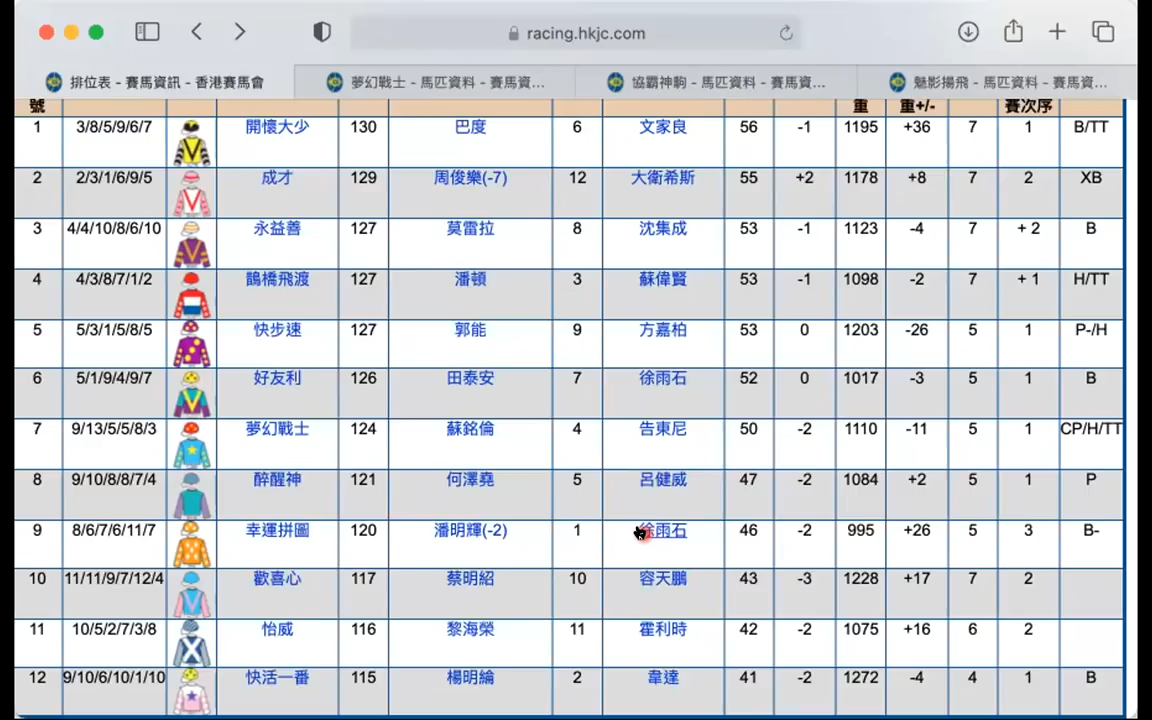 racing.hkjc.com
排位表 - 賽馬資訊 - 香港賽馬會 夢幻戰士 - 馬匹資料 - 賽馬資... 協霸神駒 - 馬匹資料 - 賽馬資... 魅影揚飛 - 馬匹資料 - 賽馬資...
號 重 重+/- 賽次序
1 3/8/5/9/6/7 開懷大少 130 巴度 6 文家良 56 -1 1195 +36 7 1 B/TT
2 2/3/1/6/9/5 成才 129 周俊樂(-7) 12 大衛希斯 55 +2 1178 +8 7 2 XB
3 4/4/10/8/6/10 永益善 127 莫雷拉 8 沈集成 53 -1 1123 -4 7 + 2 B
4 4/3/8/7/1/2 鵲橋飛渡 127 潘頓 3 蘇偉賢 53 -1 1098 -2 7 + 1 H/TT
5 5/3/1/5/8/5 快步速 127 郭能 9 方嘉柏 53 0 1203 -26 5 1 P-/H
6 5/1/9/4/9/7 好友利 126 田泰安 7 徐雨石 52 0 1017 -3 5 1 B
7 9/13/5/5/8/3 夢幻戰士 124 蘇銘倫 4 告東尼 50 -2 1110 -11 5 1 CP/H/TT
8 9/10/8/8/7/4 醉醒神 121 何澤堯 5 呂健威 47 -2 1084 +2 5 1 P
9 8/6/7/6/11/7 幸運拼圖 120 潘明輝(-2) 1 徐雨石 46 -2 995 +26 5 3 B-
10 11/11/9/7/12/4 歡喜心 117 蔡明紹 10 容天鵬 43 -3 1228 +17 7 2
11 10/5/2/7/3/8 怡威 116 黎海榮 11 霍利時 42 -2 1075 +16 6 2
12 9/10/6/10/1/10 快活一番 115 楊明綸 2 韋達 41 -2 1272 -4 4 1 B